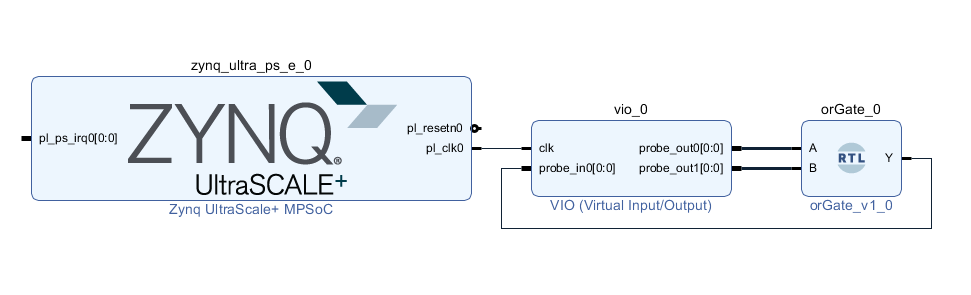 zynq_ultra_ps_e_0
pl_ps_irq0[0:0]
ZYNQ®
UltraSCALE+
pl_resetn0
pl_clk0
Zynq UltraScale+ MPSoC
vio_0
clk
probe_in0[0:0]
probe_out0[0:0]
probe_out1[0:0]
VIO (Virtual Input/Output)
orGate_0
A
B
RTL
Y
orGate_v1_0